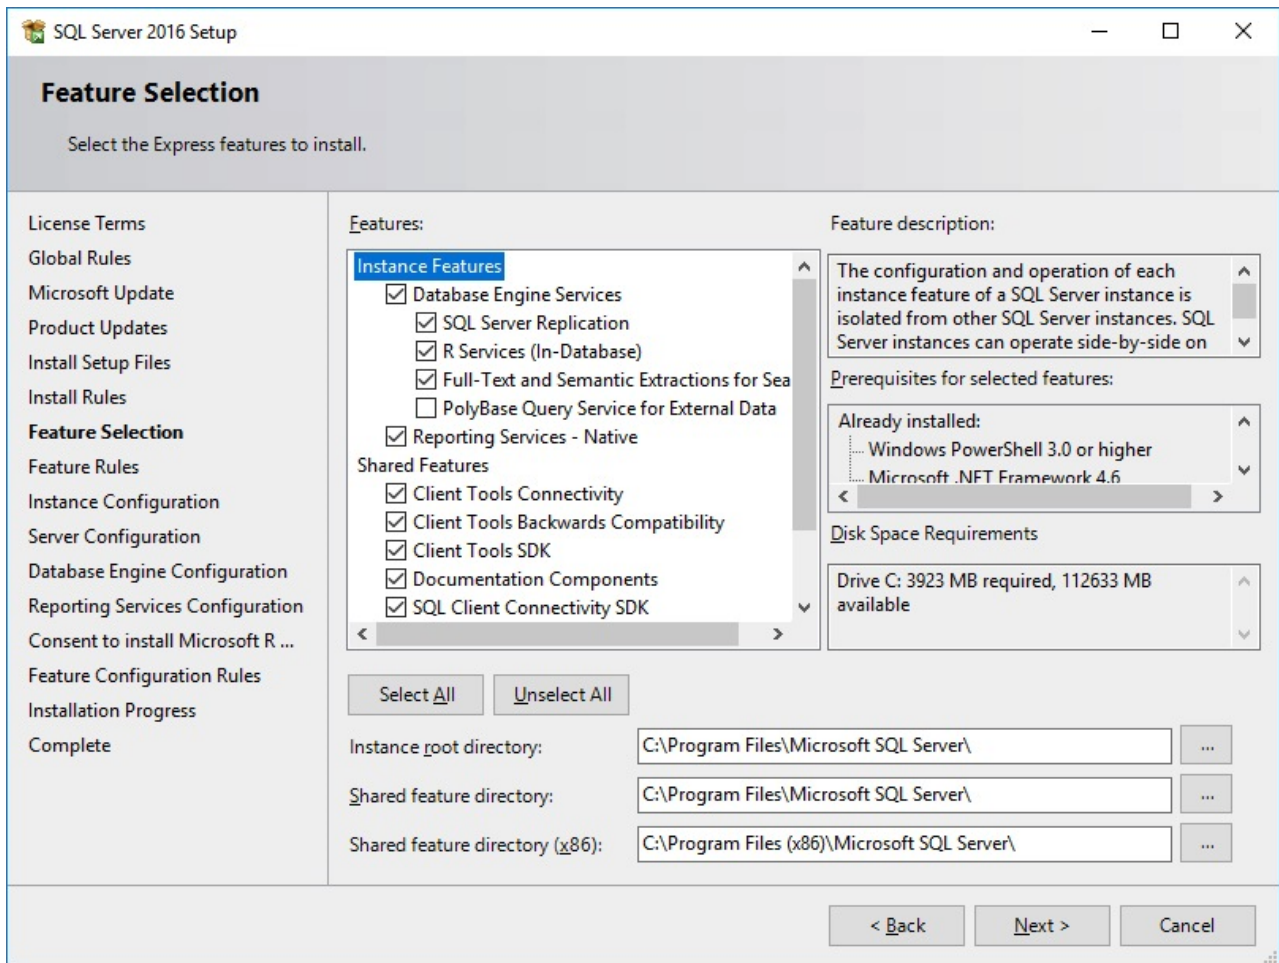 SQL Server 2016 Setup
Feature Selection
Select the Express features to install.
License Terms
Global Rules
Microsoft Update
Product Updates
Install Setup Files
Install Rules
Feature Selection
Feature Rules
Instance Configuration
Server Configuration
Database Engine Configuration
Reporting Services Configuration
Consent to install Microsoft R ...
Feature Configuration Rules
Installation Progress
Complete
Features:
Instance Features
Database Engine Services
SQL Server Replication
R Services (In-Database)
Full-Text and Semantic Extractions for Sea
PolyBase Query Service for External Data
Reporting Services - Native
Shared Features
Client Tools Connectivity
Client Tools Backwards Compatibility
Client Tools SDK
Documentation Components
SQL Client Connectivity SDK
Feature description:
The configuration and operation of each
instance feature of a SQL Server instance is
isolated from other SQL Server instances. SQL
Server instances can operate side-by-side on
Prerequisites for selected features:
Already installed:
Windows PowerShell 3.0 or higher
Microsoft .NET Framework 4.6
Disk Space Requirements
Drive C: 3923 MB required, 112633 MB
available
Select All
Unselect All
Instance root directory:
C:\Program Files\Microsoft SQL Server\
...
Shared feature directory:
C:\Program Files\Microsoft SQL Server\
...
Shared feature directory (x86):
C:\Program Files (x86)\Microsoft SQL Server\
...
< Back
Next >
Cancel